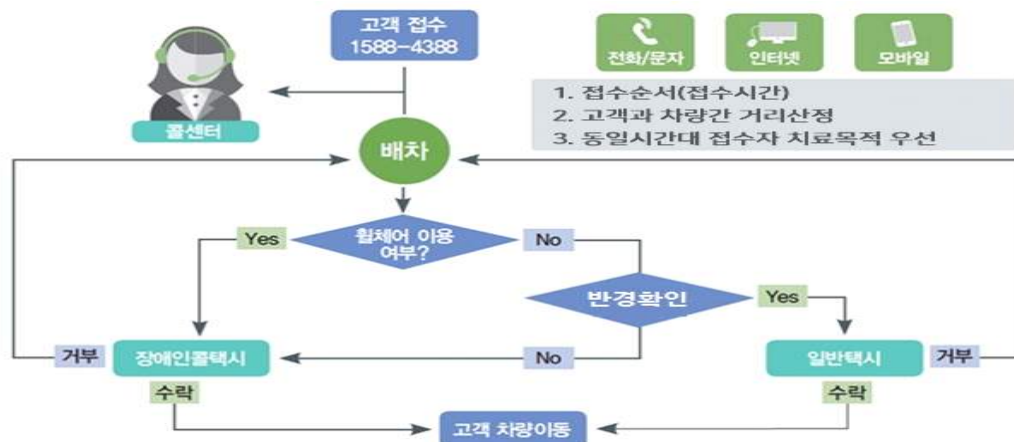 고객 접수
1588-4388
전화/문자
인터넷
모바일
콜센터
1. 접수순서(접수시간)
2. 고객과 차량간 거리산정
3. 동일시간대 접수자 치료목적 우선
배차
Yes
휠체어 이용
여부?
No
반경확인
Yes
거부
장애인콜택시
No
일반택시
거부
수락
수락
고객 차량이동